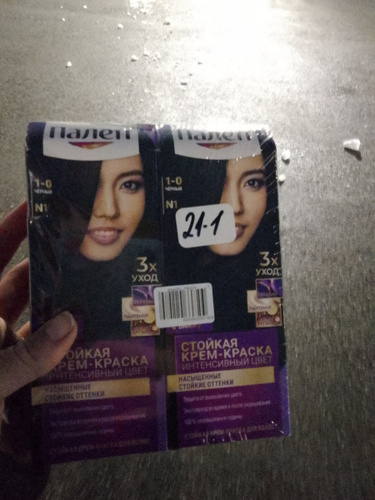 Палетт
1-0
ЧЕРНЫЙ
N1
3x
УХОД
СТОЙКАЯ
КРЕМ-КРАСКА
ИНТЕНСИВНЫЙ ЦВЕТ
НАСЫЩЕННЫЕ
СТОЙКИЕ ОТТЕНКИ
Палетт
1-0
ЧЕРНЫЙ
N1
21-1
3x
УХОД
СТОЙКАЯ
КРЕМ-КРАСКА
ИНТЕНСИВНЫЙ ЦВЕТ
НАСЫЩЕННЫЕ
СТОЙКИЕ ОТТЕНКИ